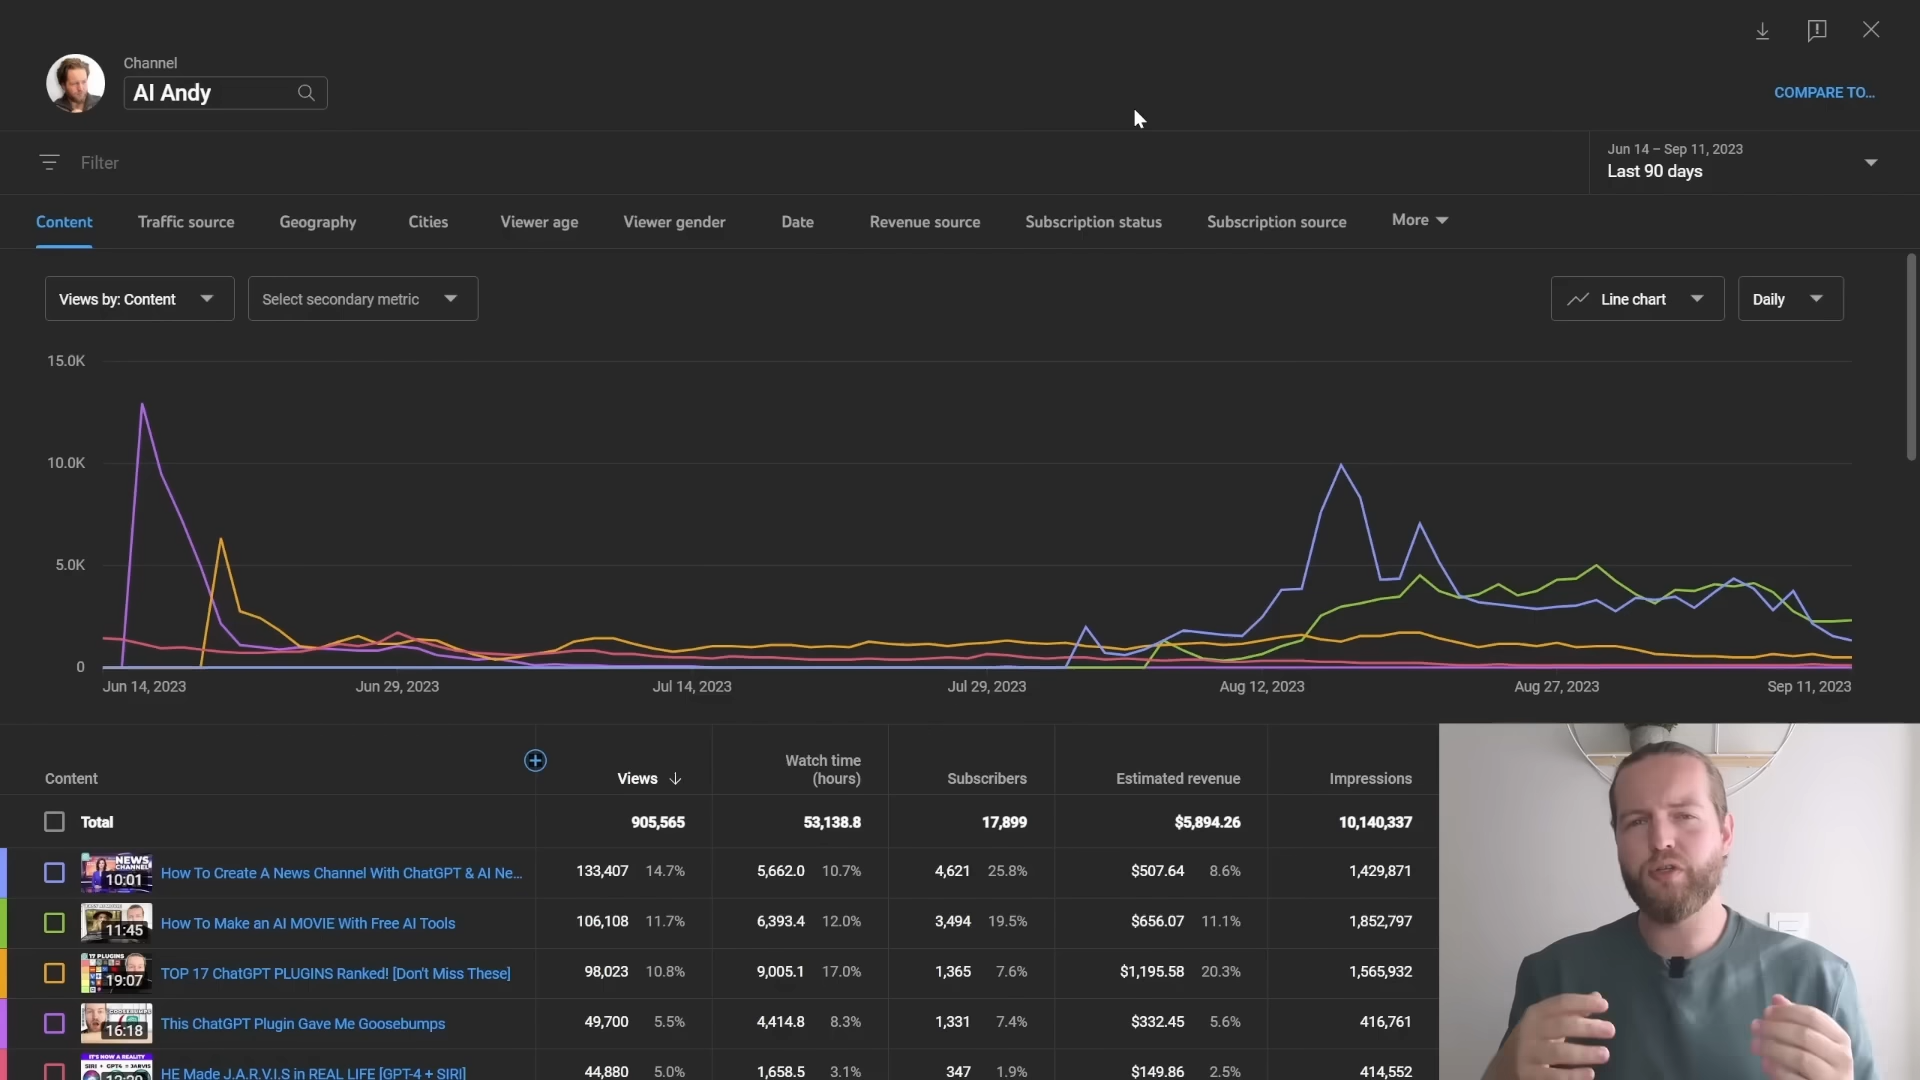 Channel
AI Andy
COMPARE TO...
Filter
Jun 14 – Sep 11, 2023
Last 90 days
Content
Traffic source
Geography
Cities
Viewer age
Viewer gender
Date
Revenue source
Subscription status
Subscription source
More
Views by: Content
Select secondary metric
Line chart
Daily
15.0K
10.0K
5.0K
0
Jun 14, 2023
Jun 29, 2023
Jul 14, 2023
Jul 29, 2023
Aug 12, 2023
Aug 27, 2023
Sep 11, 2023
Content
Views
Watch time
(hours)
Subscribers
Estimated revenue
Impressions
Total 905,565 53,138.8 17,899 $5,894.26 10,140,337
NEWS
CHANNEL
10:01
How To Create A News Channel With ChatGPT & AI Ne... 133,407 14.7% 5,662.0 10.7% 4,621 25.8% $507.64 8.6% 1,429,871
11:45
How To Make an AI MOVIE With Free AI Tools 106,108 11.7% 6,393.4 12.0% 3,494 19.5% $656.07 11.1% 1,852,797
17 PLUGINS
19:07
TOP 17 ChatGPT PLUGINS Ranked! [Don't Miss These] 98,023 10.8% 9,005.1 17.0% 1,365 7.6% $1,195.58 20.3% 1,565,932
GOOSEBUMPS
16:18
This ChatGPT Plugin Gave Me Goosebumps 49,700 5.5% 4,414.8 8.3% 1,331 7.4% $332.45 5.6% 416,761
IT'S NOW A REALITY
SIRI + GPT4 = JARVIS
HE Made J.A.R.V.I.S in REAL LIFE [GPT-4 + SIRI] 44,880 5.0% 1,658.5 3.1% 347 1.9% $149.86 2.5% 414,552